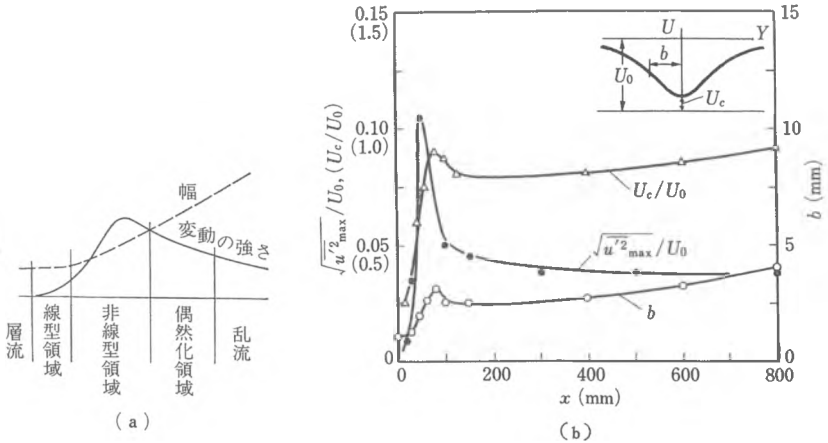 幅
変動の強さ
層流
線型領域
非線型領域
偶然化領域
乱流
(a)
0.15
(1.5)
0.10
(1.0)
0.05
(0.5)
0
√u'²max/U₀,(Uc/U₀)
U
Y
b
U₀
Uc
Uc/U₀
√u'²max/U₀
b
15
10
5
0
b (mm)
0
200
400
600
800
x (mm)
(b)